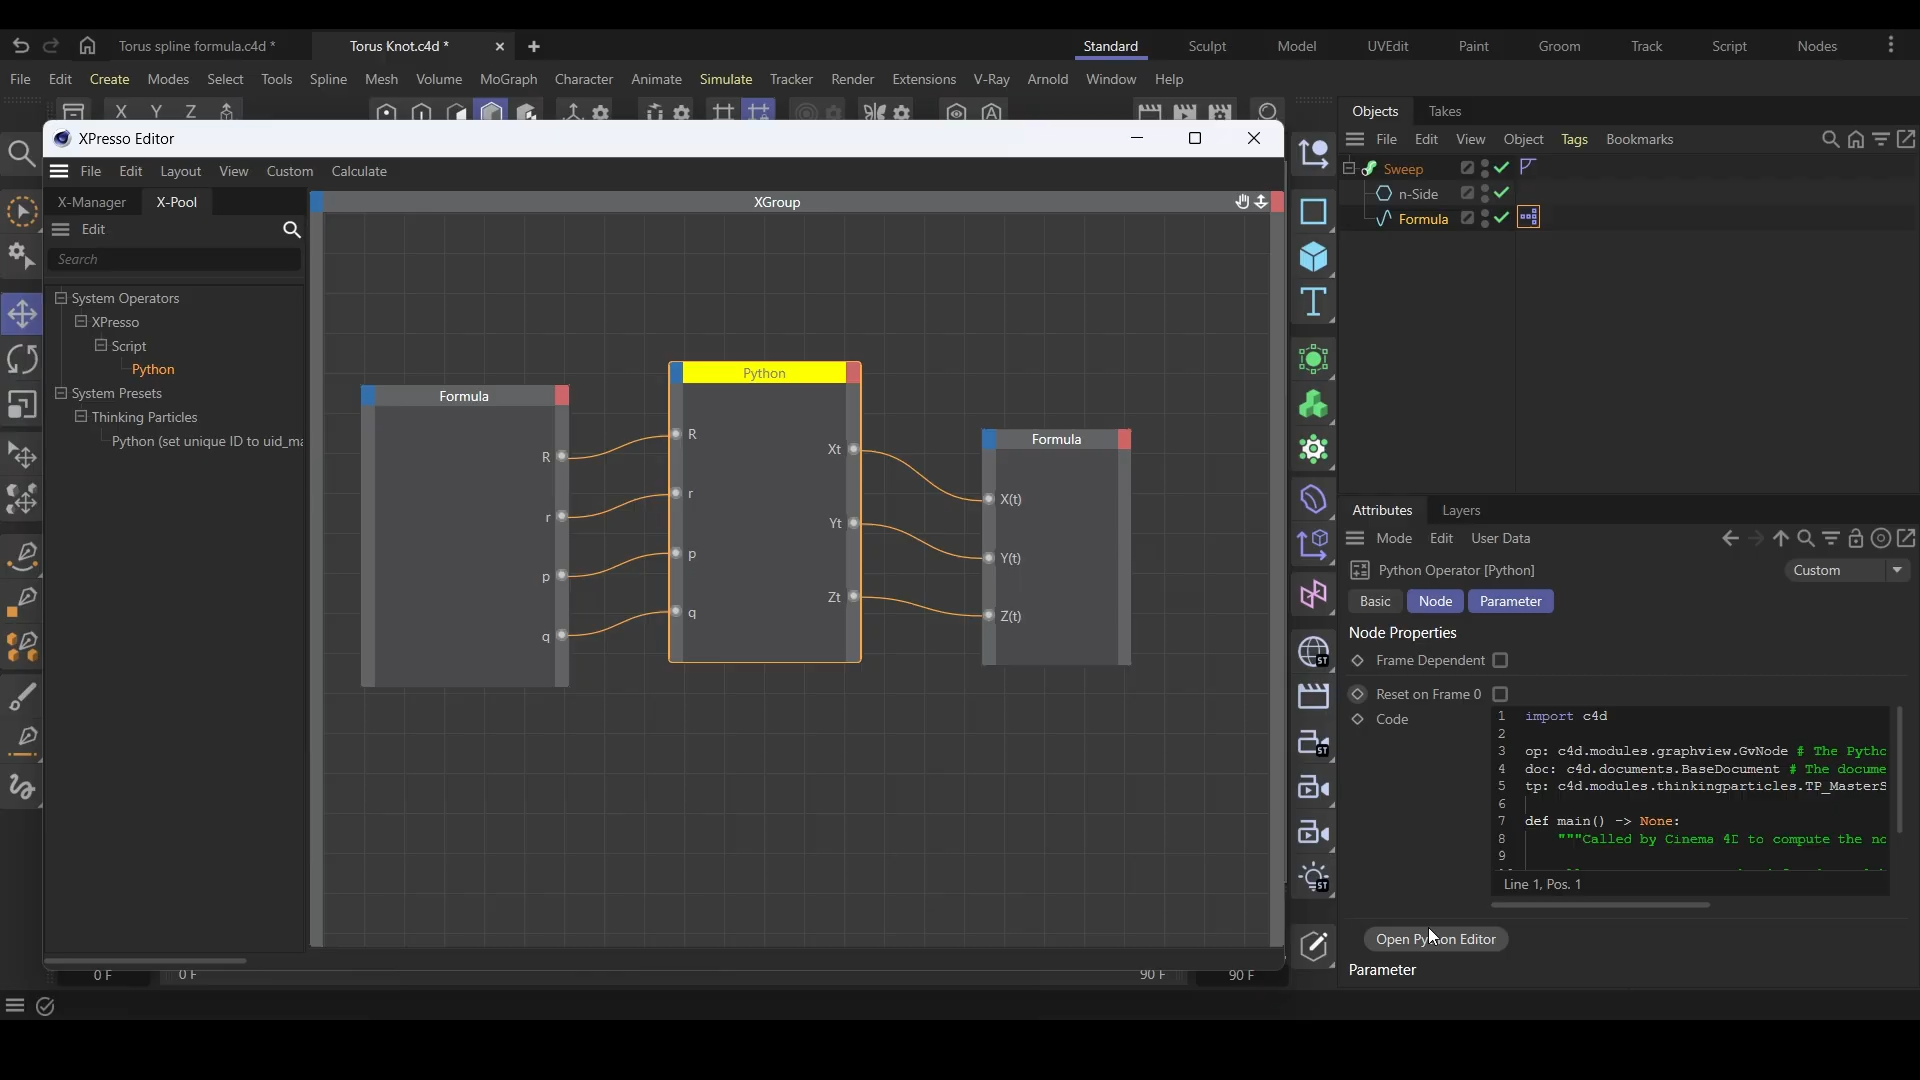 Torus spline formula.c4d *
Torus Knot.c4d *
Standard
Sculpt
Model
UVEdit
Paint
Groom
Track
Script
Nodes
File Edit Create Modes Select Tools Spline Mesh Volume MoGraph Character Animate Simulate Tracker Render Extensions V-Ray Arnold Window Help
X Y Z
Objects Takes
XPresso Editor
File Edit View Object Tags Bookmarks
File Edit Layout View Custom Calculate
Sweep
n-Side
Formula
X-Manager X-Pool
XGroup
Edit
Search
System Operators
XPresso
Script
Python
System Presets
Thinking Particles
Python (set unique ID to uid_ma
Formula
R
r
p
q
Python
R
r
p
q
Xt
Yt
Zt
Formula
X(t)
Y(t)
Z(t)
ST
ST
ST
Attributes Layers
Mode Edit User Data
Python Operator [Python]
Custom
Basic Node Parameter
Node Properties
Frame Dependent
Reset on Frame 0
Code
1 import c4d
2
3 op: c4d.modules.graphview.GvNode # The Pytho
4 doc: c4d.documents.BaseDocument # The docume
5 tp: c4d.modules.thinkingparticles.TP_MasterS
6
7 def main() -> None:
8 """Called by Cinema 4D to compute the no
9
Line 1, Pos. 1
Open Python Editor
Parameter
0 F
0 F
90 F
90 F